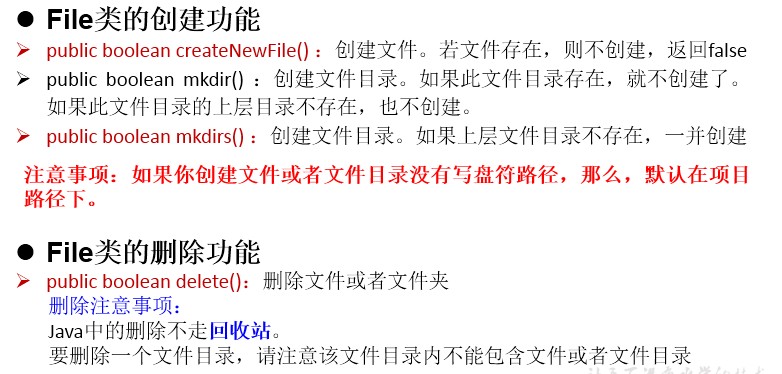 ● File类的创建功能
➢ public boolean createNewFile() ：创建文件。若文件存在，则不创建，返回false
➢ public boolean mkdir() ：创建文件目录。如果此文件目录存在，就不创建了。
如果此文件目录的上层目录不存在，也不创建。
➢ public boolean mkdirs() ：创建文件目录。如果上层文件目录不存在，一并创建
注意事项：如果你创建文件或者文件目录没有写盘符路径，那么，默认在项目
路径下。
● File类的删除功能
➢ public boolean delete()：删除文件或者文件夹
删除注意事项：
Java中的删除不走回收站。
要删除一个文件目录，请注意该文件目录内不能包含文件或者文件目录